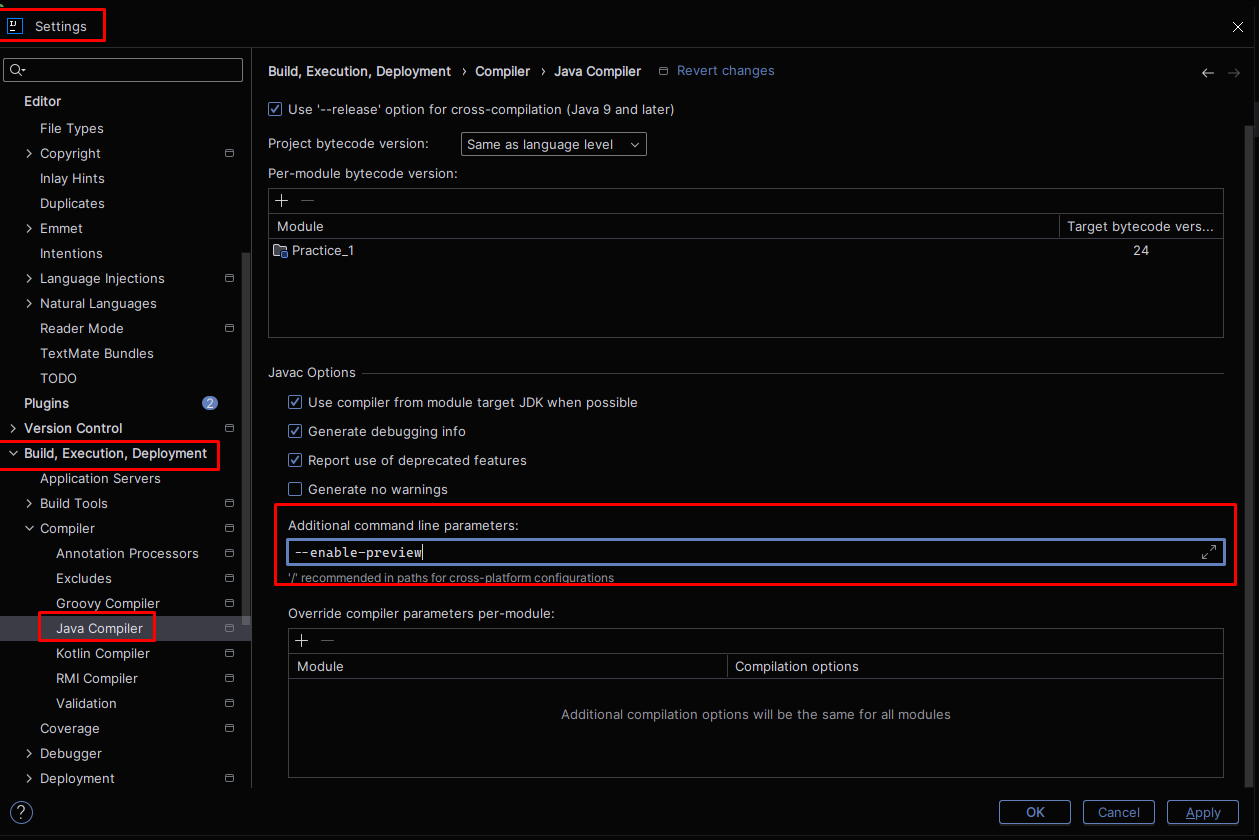 Settings
Editor
File Types
Copyright
Inlay Hints
Duplicates
Emmet
Intentions
Language Injections
Natural Languages
Reader Mode
TextMate Bundles
TODO
Plugins 2
Version Control
Build, Execution, Deployment
Application Servers
Build Tools
Compiler
Annotation Processors
Excludes
Groovy Compiler
Java Compiler
Kotlin Compiler
RMI Compiler
Validation
Coverage
Debugger
Deployment
?
Build, Execution, Deployment › Compiler › Java Compiler Revert changes
Use '--release' option for cross-compilation (Java 9 and later)
Project bytecode version: Same as language level
Per-module bytecode version:
Module Target bytecode vers...
Practice_1 24
Javac Options
Use compiler from module target JDK when possible
Generate debugging info
Report use of deprecated features
Generate no warnings
Additional command line parameters:
--enable-preview
'/' recommended in paths for cross-platform configurations
Override compiler parameters per-module:
Module Compilation options
Additional compilation options will be the same for all modules
OK Cancel Apply